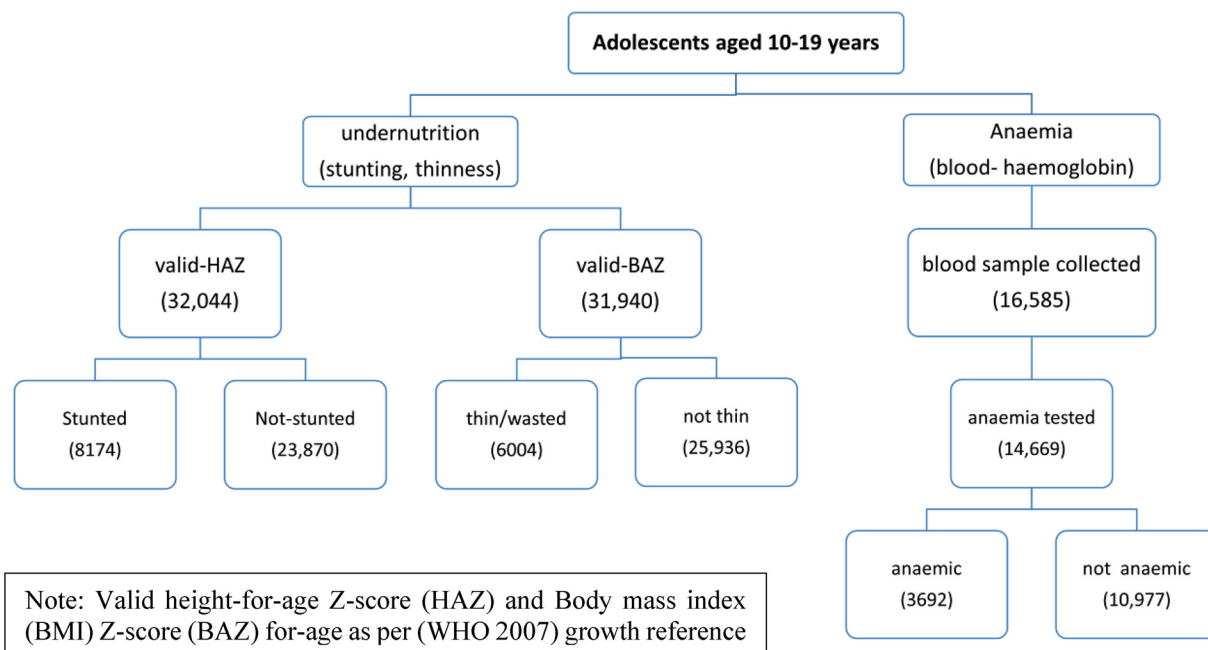 Adolescents aged 10-19 years
undernutrition
(stunting, thinness)
Anaemia
(blood- haemoglobin)
valid-HAZ
(32,044)
valid-BAZ
(31,940)
blood sample collected
(16,585)
Stunted
(8174)
Not-stunted
(23,870)
thin/wasted
(6004)
not thin
(25,936)
anaemia tested
(14,669)
anaemic
(3692)
not anaemic
(10,977)
Note: Valid height-for-age Z-score (HAZ) and Body mass index
(BMI) Z-score (BAZ) for-age as per (WHO 2007) growth reference